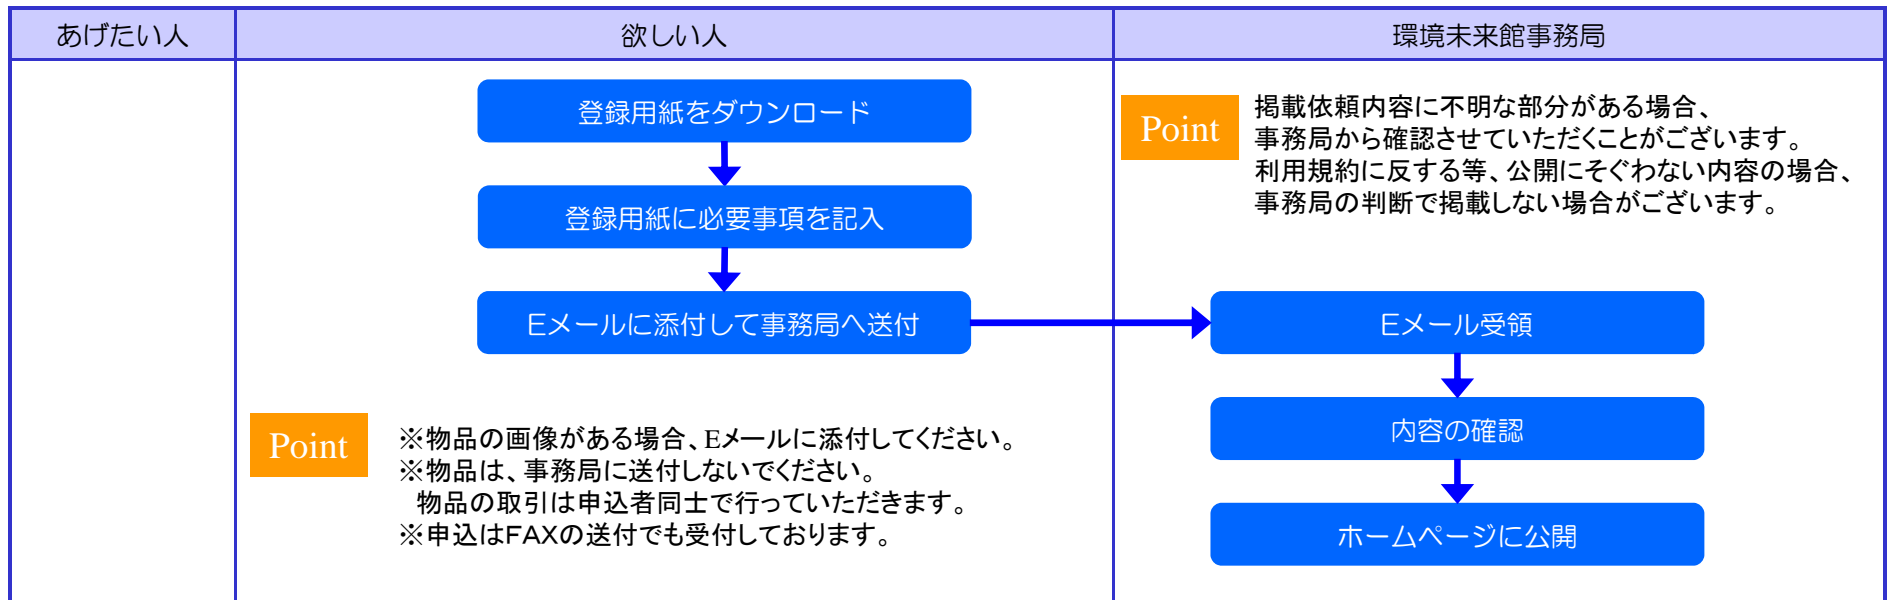 あげたい人
欲しい人
環境未来館事務局
登録用紙をダウンロード
登録用紙に必要事項を記入
Eメールに添付して事務局へ送付
Point
※物品の画像がある場合、Eメールに添付してください。
※物品は、事務局に送付しないでください。
物品の取引は申込者同士で行っていただきます。
※申込はFAXの送付でも受付しております。
Point
掲載依頼内容に不明な部分がある場合、
事務局から確認させていただくことがございます。
利用規約に反する等、公開にそぐわない内容の場合、
事務局の判断で掲載しない場合がございます。
Eメール受領
内容の確認
ホームページに公開